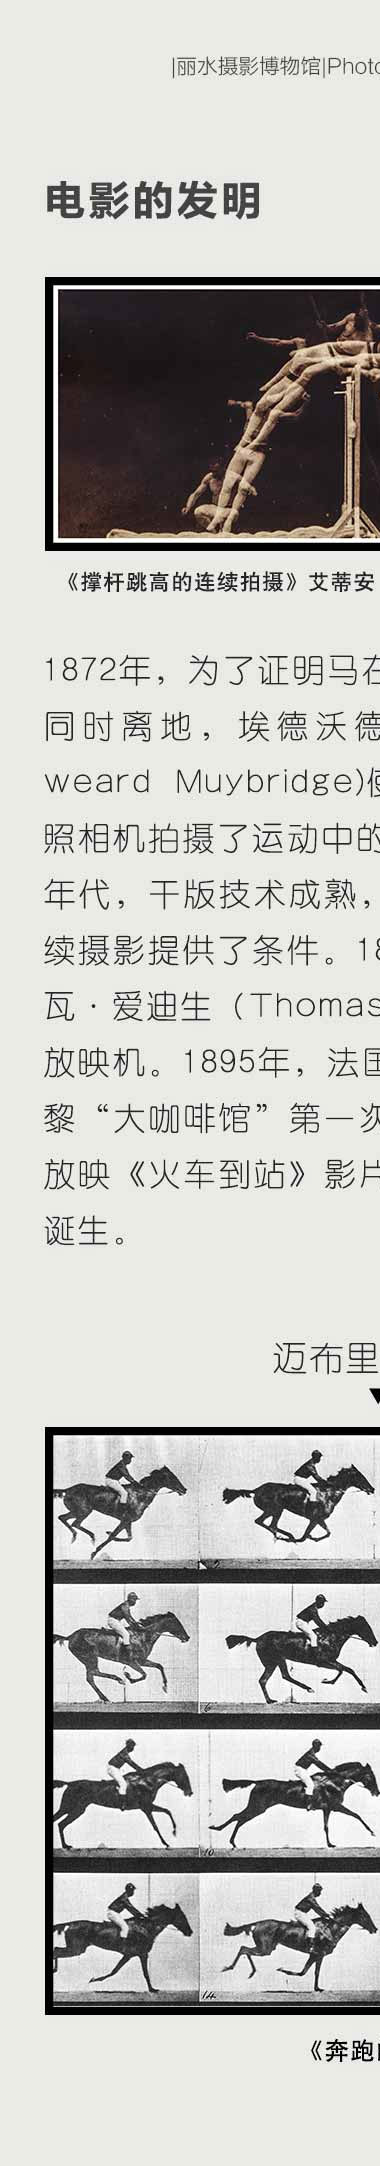 |丽水摄影博物馆|Photo
电影的发明
《撑杆跳高的连续拍摄》艾蒂安
1872年，为了证明马在
同时离地，埃德沃德
weard Muybridge)使
照相机拍摄了运动中的
年代，干版技术成熟，
续摄影提供了条件。18
瓦·爱迪生（Thomas
放映机。1895年，法国
黎“大咖啡馆”第一次
放映《火车到站》影片
诞生。
迈布里
2
6
10
14
《奔跑的